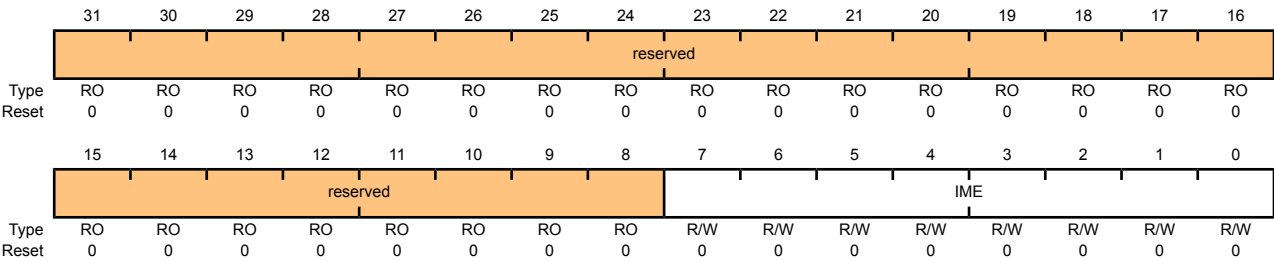 31 30 29 28 27 26 25 24 23 22 21 20 19 18 17 16
reserved
Type RO RO RO RO RO RO RO RO RO RO RO RO RO RO RO RO
Reset 0 0 0 0 0 0 0 0 0 0 0 0 0 0 0 0
15 14 13 12 11 10 9 8 7 6 5 4 3 2 1 0
reserved IME
Type RO RO RO RO RO RO RO RO R/W R/W R/W R/W R/W R/W R/W R/W
Reset 0 0 0 0 0 0 0 0 0 0 0 0 0 0 0 0